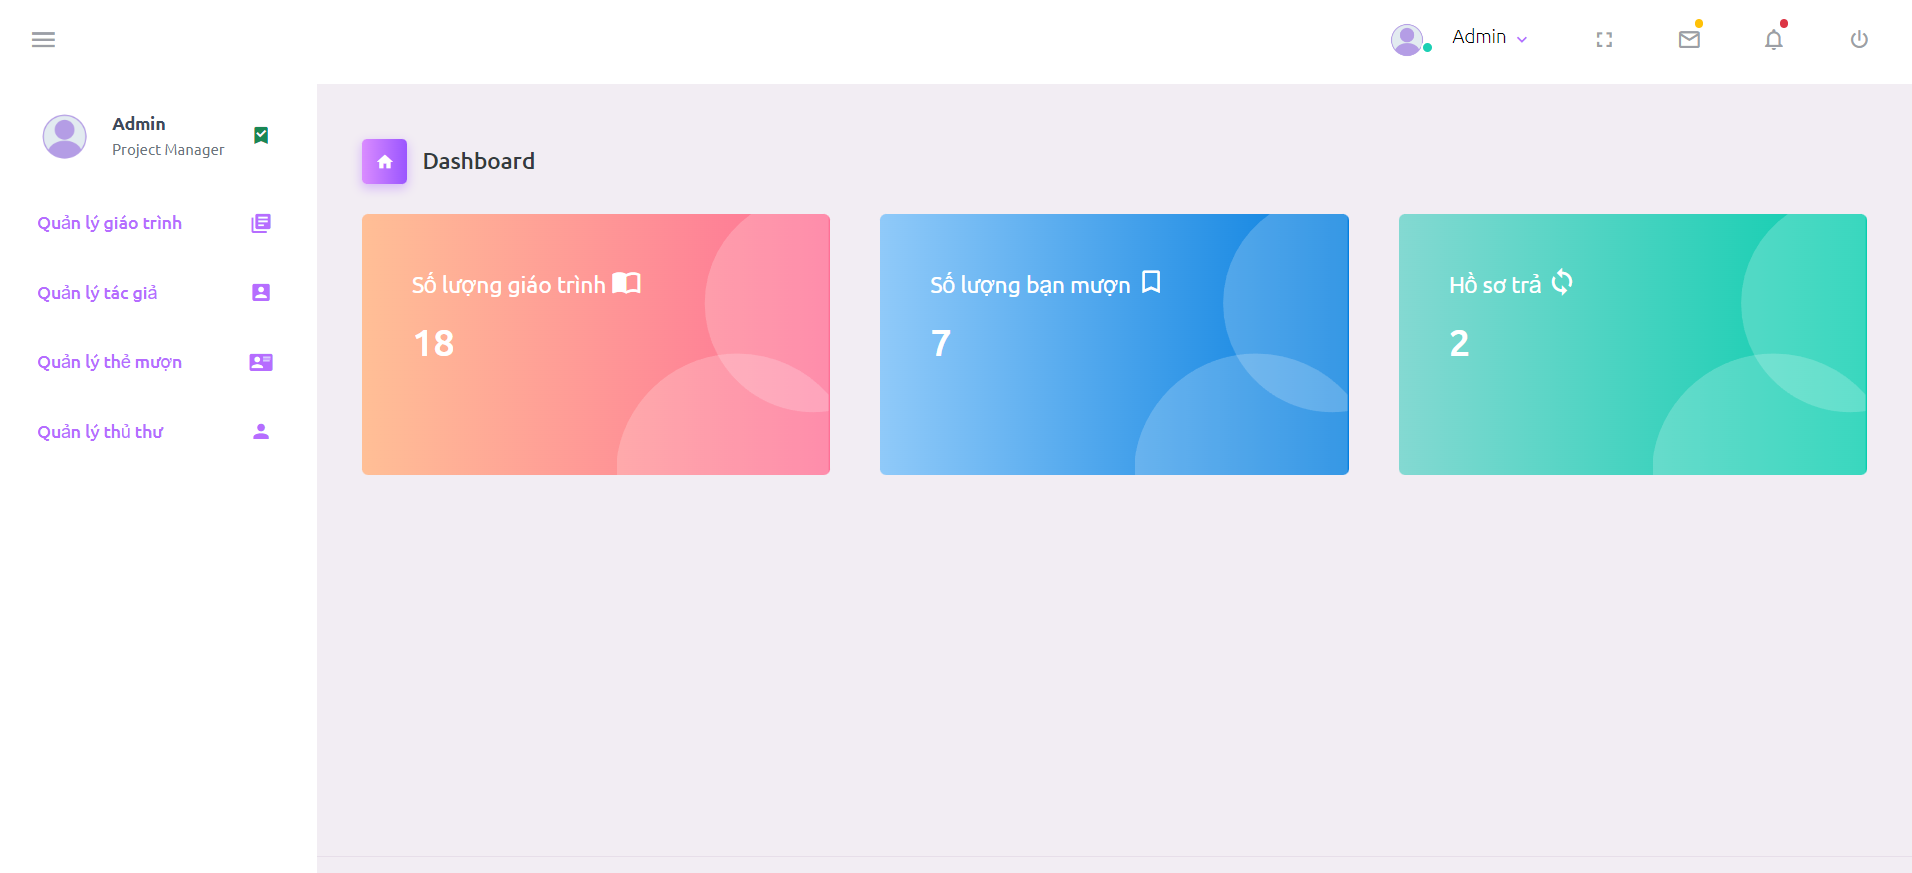 Admin
Admin
Project Manager
Quản lý giáo trình
Quản lý tác giả
Quản lý thẻ mượn
Quản lý thủ thư
Dashboard
Số lượng giáo trình
18
Số lượng bạn mượn
7
Hồ sơ trả
2